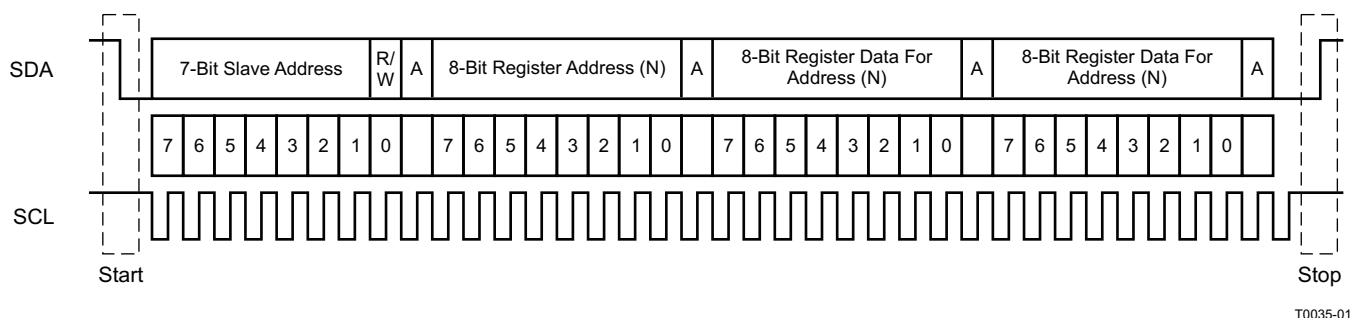 SDA
7-Bit Slave Address
R/
W
A
8-Bit Register Address (N)
A
8-Bit Register Data For
Address (N)
A
8-Bit Register Data For
Address (N)
A
7 6 5 4 3 2 1 0 7 6 5 4 3 2 1 0 7 6 5 4 3 2 1 0 7 6 5 4 3 2 1 0
SCL
Start
Stop
T0035-01